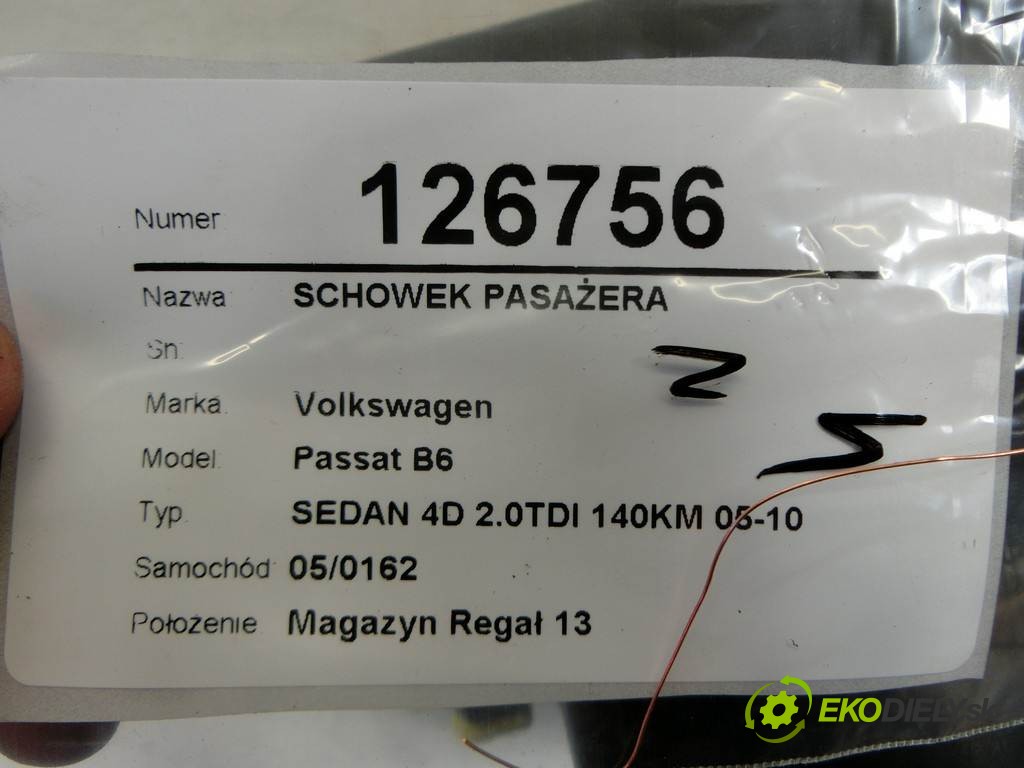 Numer 126756
Nazwa SCHOWEK PASAŻERA
Sn:
Marka: Volkswagen
Model: Passat B6
Typ: SEDAN 4D 2.0TDI 140KM 05-10
Samochód: 05/0162
Położenie Magazyn Regał 13
EKODIELY.sk